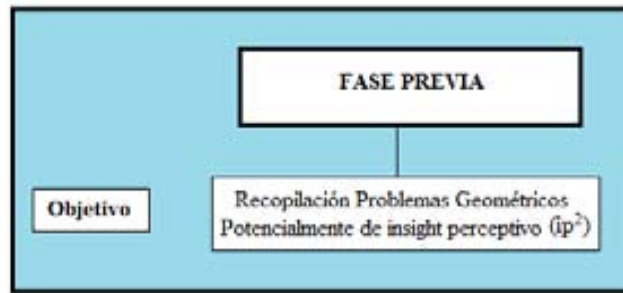 FASE PREVIA
Objetivo
Recopilación Problemas Geométricos
Potencialmente de insight perceptivo (ip²)